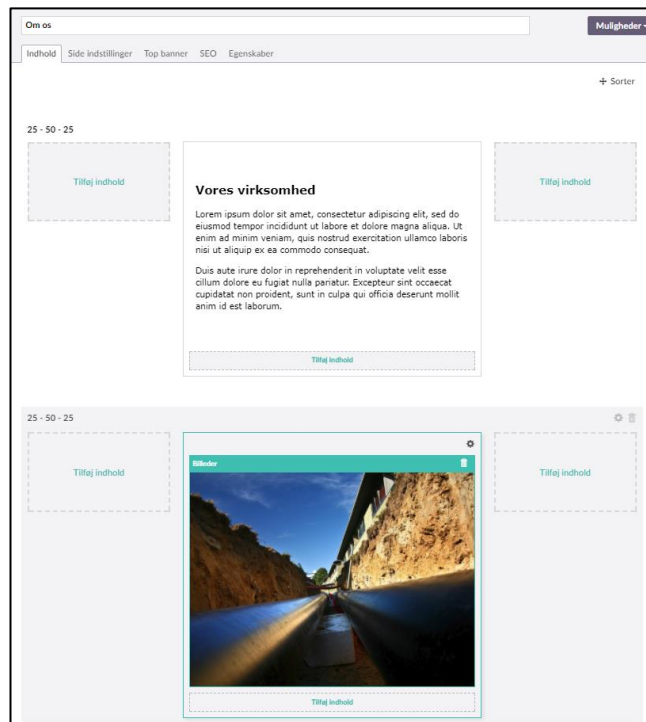 Om os
Muligheder
Indhold Side indstillinger Top banner SEO Egenskaber
Sorter
25 - 50 - 25
Tilføj indhold
Vores virksomhed
Lorem ipsum dolor sit amet, consectetur adipiscing elit, sed do
eiusmod tempor incididunt ut labore et dolore magna aliqua. Ut
enim ad minim veniam, quis nostrud exercitation ullamco laboris
nisi ut aliquip ex ea commodo consequat.
Duis aute irure dolor in reprehenderit in voluptate velit esse
cillum dolore eu fugiat nulla pariatur. Excepteur sint occaecat
cupidatat non proident, sunt in culpa qui officia deserunt mollit
anim id est laborum.
Tilføj indhold
Tilføj indhold
25 - 50 - 25
Tilføj indhold
Billeder
Tilføj indhold
Tilføj indhold